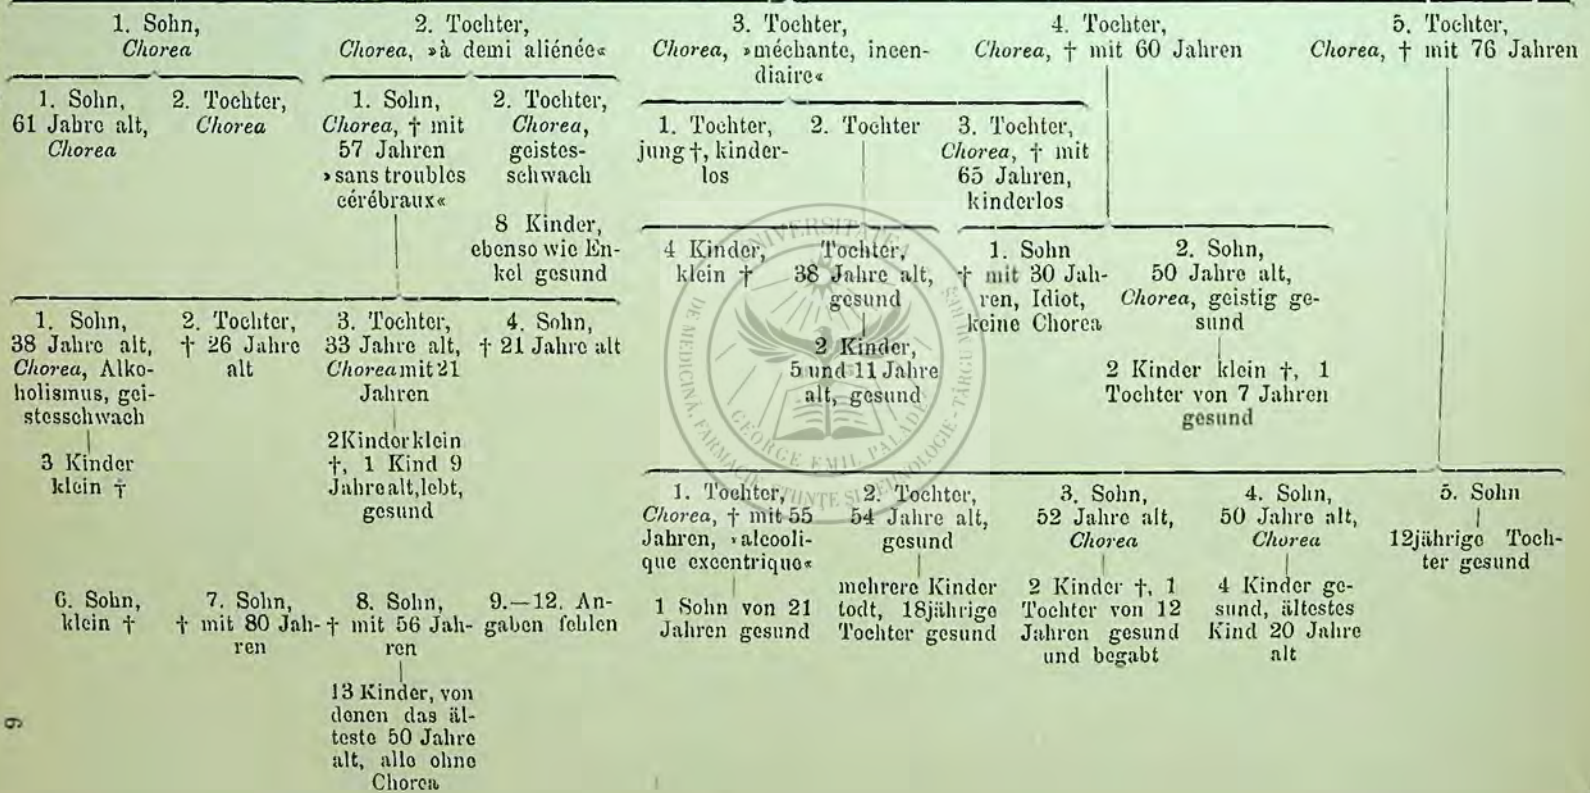 1. Sohn,
Chorea
2. Tochter,
Chorea, »à demi aliénée«
3. Tochter,
Chorea, »méchante, incen-
diaire«
4. Tochter,
Chorea, † mit 60 Jahren
5. Tochter,
Chorea, † mit 76 Jahren
1. Sohn,
61 Jahre alt,
Chorea
2. Tochter,
Chorea
1. Sohn,
Chorea, † mit
57 Jahren
»sans troubles
cérébraux«
2. Tochter,
Chorea,
geistes-
schwach
8 Kinder,
ebenso wie En-
kel gesund
1. Tochter,
jung †, kinder-
los
2. Tochter
3. Tochter,
Chorea, † mit
65 Jahren,
kinderlos
4 Kinder,
klein †
Tochter,
38 Jahre alt,
gesund
2 Kinder,
5 und 11 Jahre
alt, gesund
1. Sohn
† mit 30 Jah-
ren, Idiot,
keine Chorea
2. Sohn,
50 Jahre alt,
Chorea, geistig ge-
sund
2 Kinder klein †, 1
Tochter von 7 Jahren
gesund
1. Sohn,
38 Jahre alt,
Chorea, Alko-
holismus, gei-
stesschwach
3 Kinder
klein †
2. Tochter,
† 26 Jahre
alt
3. Tochter,
33 Jahre alt,
Chorea mit 21
Jahren
2 Kinder klein
†, 1 Kind 9
Jahre alt, lebt,
gesund
4. Sohn,
† 21 Jahre alt
1. Tochter,
Chorea, † mit 55
Jahren, »alcooli-
que excentrique«
1 Sohn von 21
Jahren gesund
2. Tochter,
54 Jahre alt,
gesund
mehrere Kinder
todt, 18jährige
Tochter gesund
3. Sohn,
52 Jahre alt,
Chorea
2 Kinder †, 1
Tochter von 12
Jahren gesund
und begabt
4. Sohn,
50 Jahre alt,
Chorea
4 Kinder ge-
sund, ältestes
Kind 20 Jahre
alt
5. Sohn
12jährige Toch-
ter gesund
6. Sohn,
klein †
7. Sohn,
† mit 80 Jah-
ren
8. Sohn,
† mit 56 Jah-
ren
13 Kinder, von
denen das äl-
teste 50 Jahre
alt, alle ohne
Chorea
9.—12. An-
gaben fehlen
9
UNIVERSITATEA
DE MEDICINĂ, FARMACIE, ȘTIINȚE ȘI TEHNOLOGIE - TÂRGU MUREȘ
GEORGE EMIL PALADE